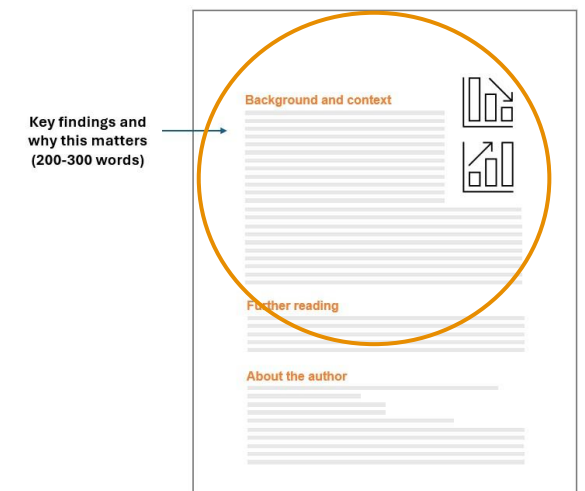 Background and context
Key findings and
why this matters
(200-300 words)
Further reading
About the author